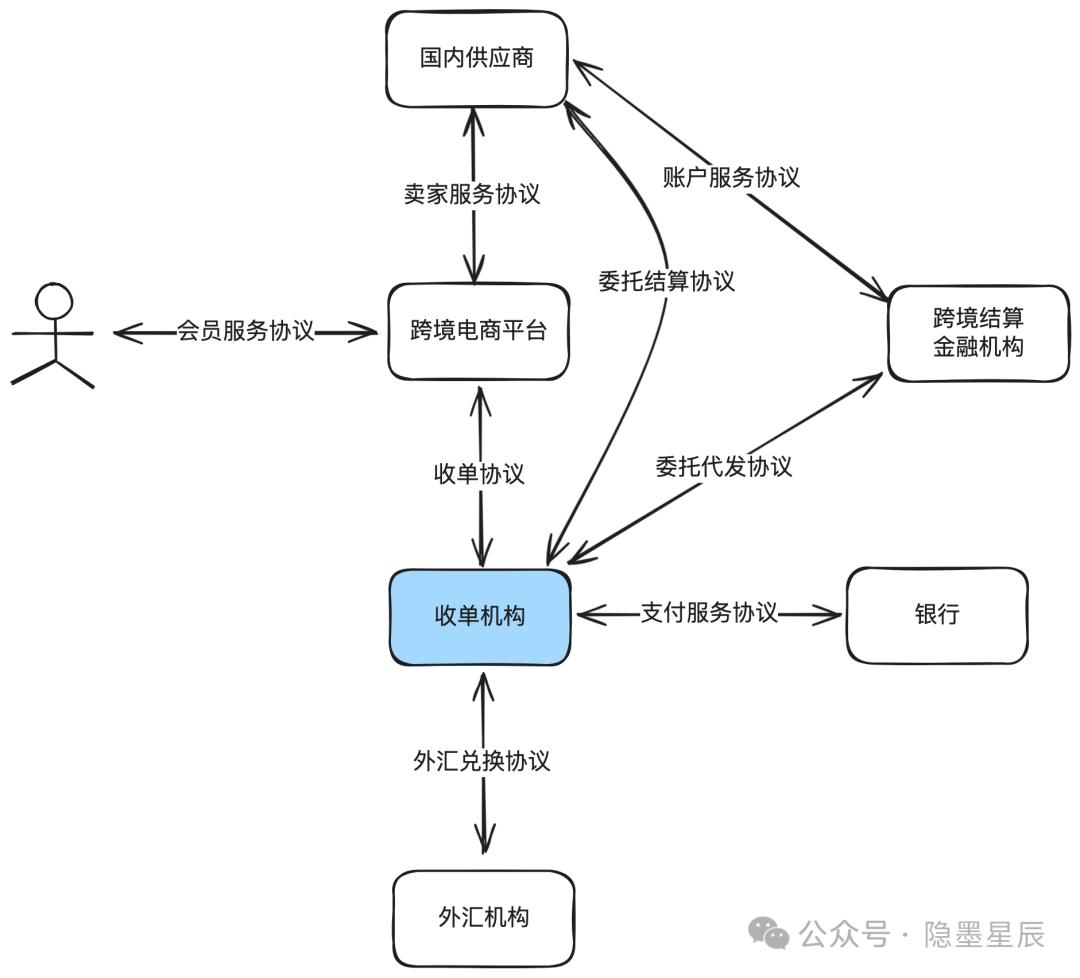 国内供应商
账户服务协议
卖家服务协议
委托结算协议
会员服务协议
跨境电商平台
跨境结算
金融机构
收单协议
委托代发协议
收单机构
支付服务协议
银行
外汇兑换协议
外汇机构
公众号 · 隐墨星辰